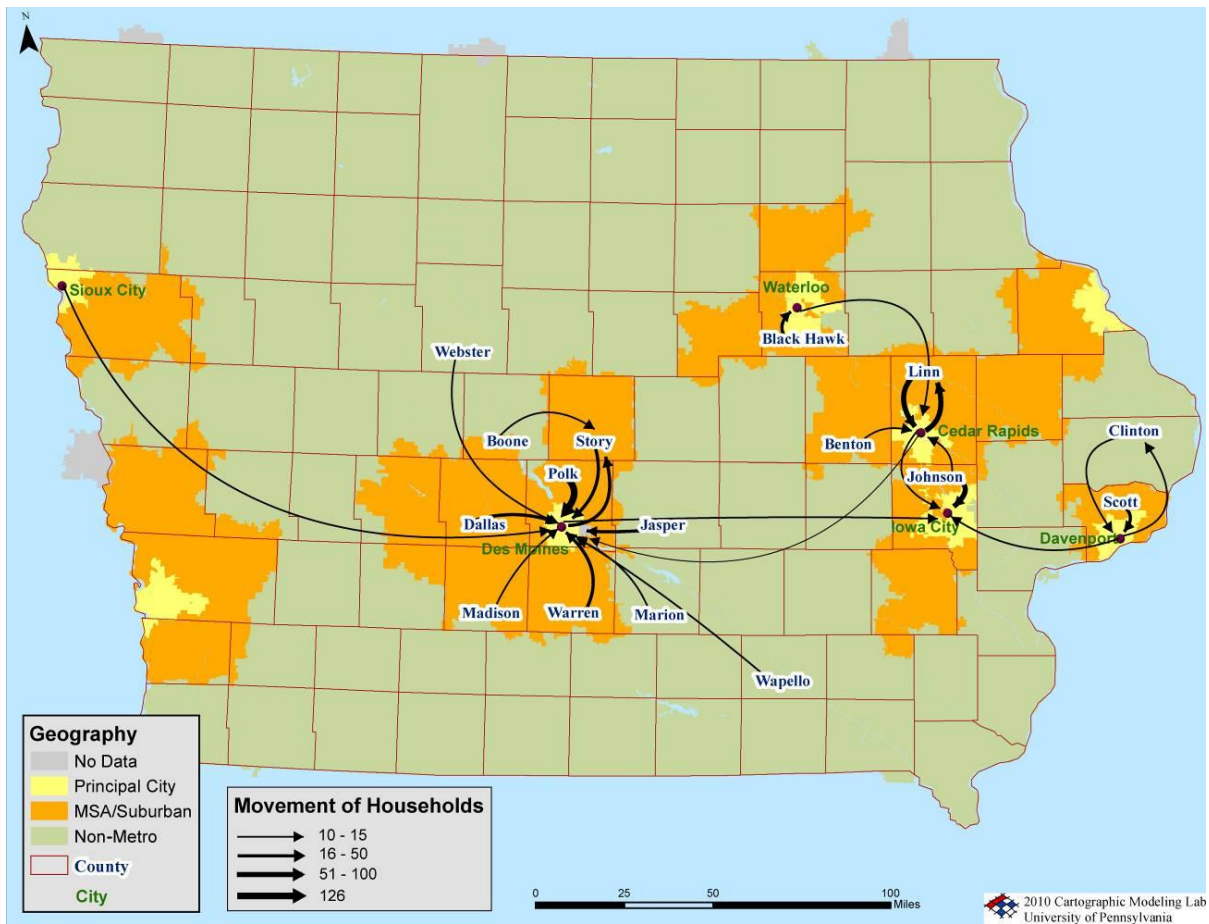 N
Sioux City
Waterloo
Black Hawk
Webster
Linn
Boone
Story
Benton
Cedar Rapids
Clinton
Polk
Johnson
Scott
Dallas
Jasper
Des Moines
Iowa City
Davenport
Madison
Warren
Marion
Wapello
Geography
No Data
Principal City
MSA/Suburban
Non-Metro
County
City
Movement of Households
10 - 15
16 - 50
51 - 100
126
0 25 50 100
Miles
2010 Cartographic Modeling Lab
University of Pennsylvania